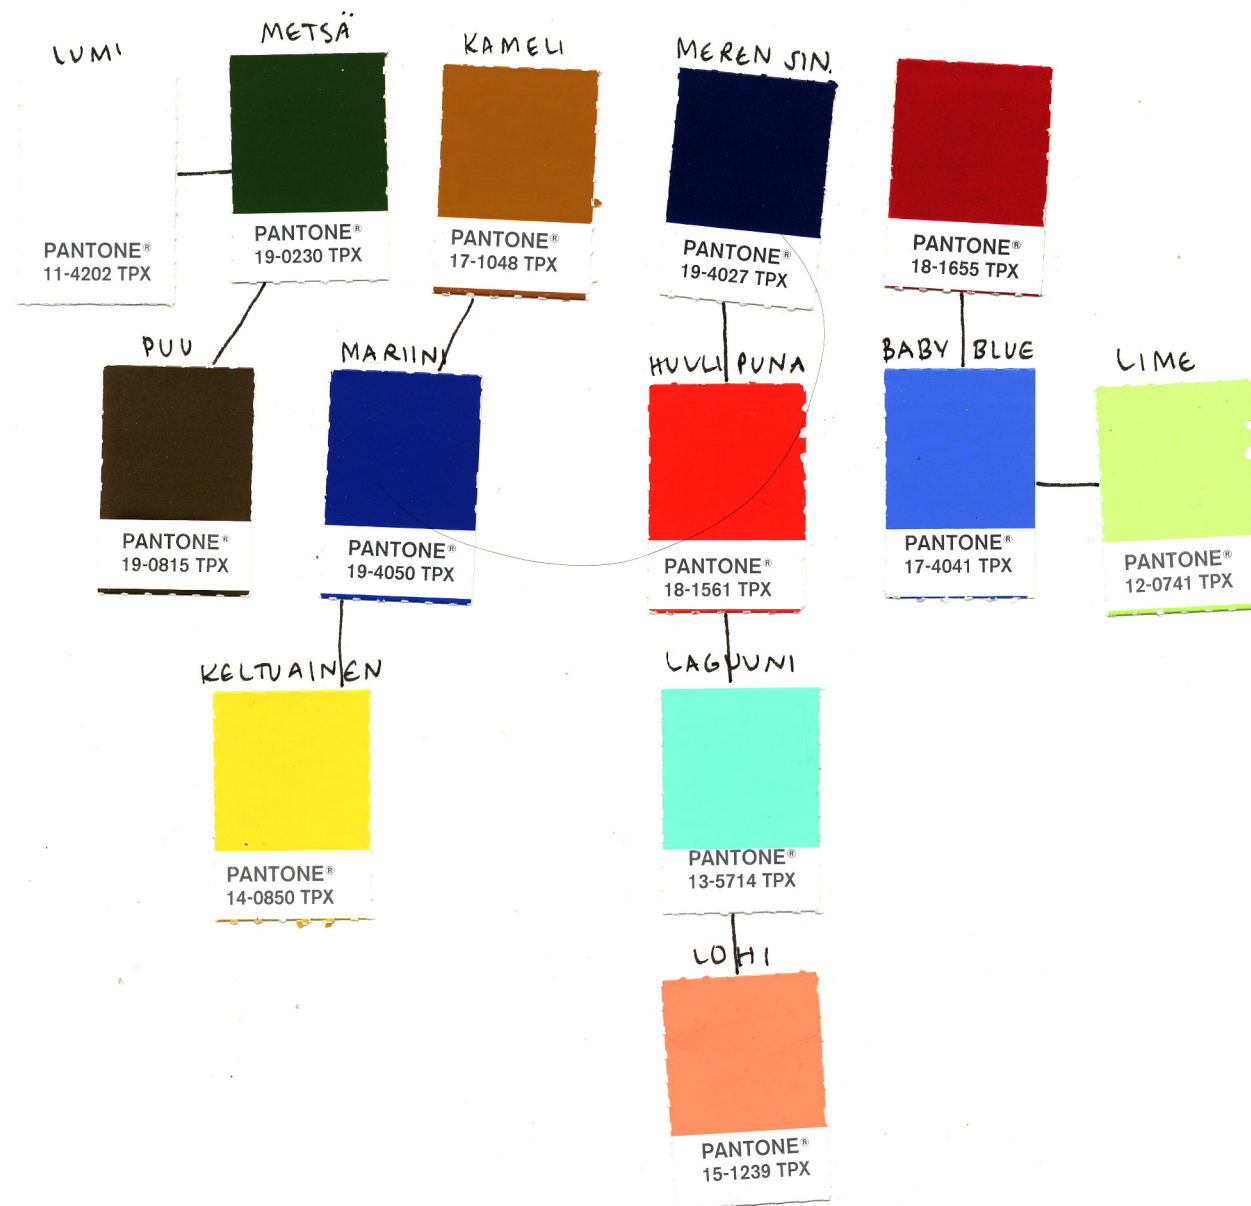 LUMI
METSÄ
KAMELI
MEREN SIN.
PANTONE®
11-4202 TPX
PANTONE®
19-0230 TPX
PANTONE®
17-1048 TPX
PANTONE®
19-4027 TPX
PANTONE®
18-1655 TPX
PUU
MARIINI
HUULIPUNA
BABY BLUE
LIME
PANTONE®
19-0815 TPX
PANTONE®
19-4050 TPX
PANTONE®
18-1561 TPX
PANTONE®
17-4041 TPX
PANTONE®
12-0741 TPX
KELTUAINEN
LAGUUNI
PANTONE®
14-0850 TPX
PANTONE®
13-5714 TPX
LOHI
PANTONE®
15-1239 TPX